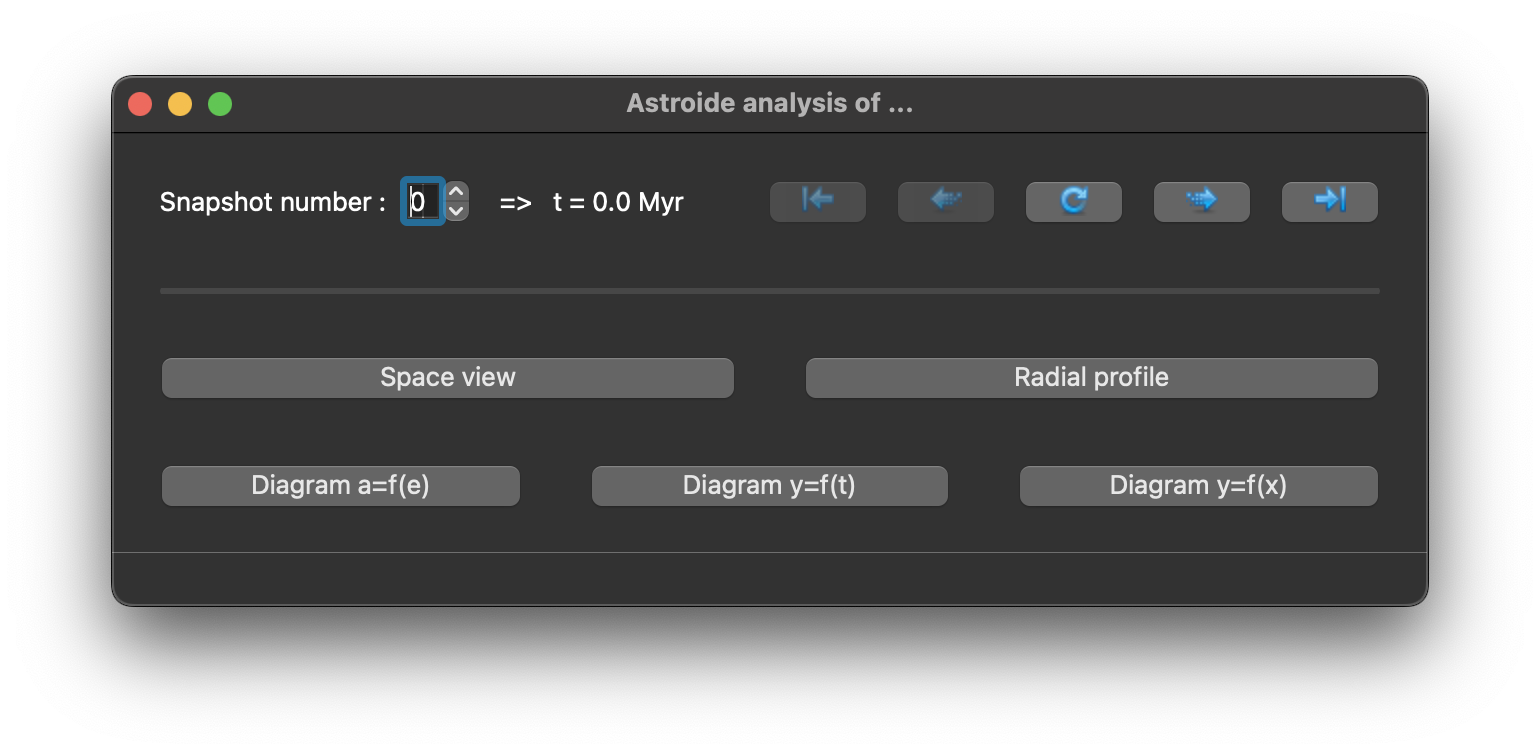 Astroide analysis of ...
Snapshot number : 0 => t = 0.0 Myr
Space view Radial profile
Diagram a=f(e) Diagram y=f(t) Diagram y=f(x)